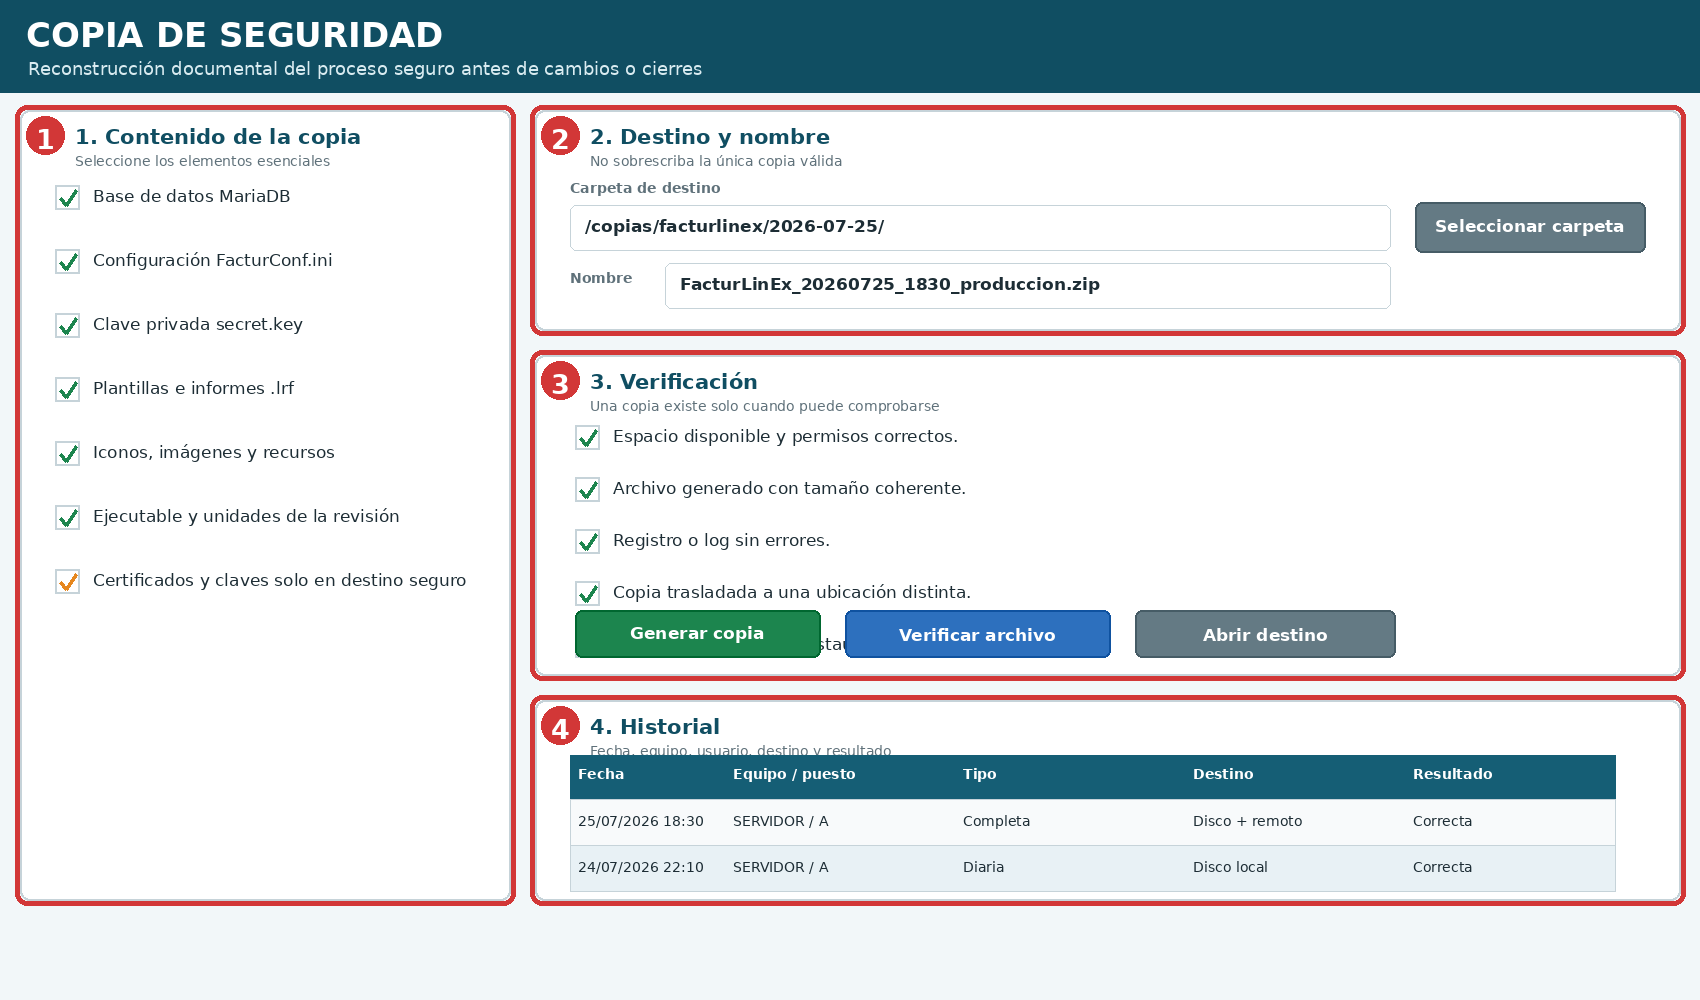 COPIA DE SEGURIDAD
Reconstrucción documental del proceso seguro antes de cambios o cierres
1
1. Contenido de la copia
Seleccione los elementos esenciales
Base de datos MariaDB
Configuración FacturConf.ini
Clave privada secret.key
Plantillas e informes .lrf
Iconos, imágenes y recursos
Ejecutable y unidades de la revisión
Certificados y claves solo en destino seguro
2
2. Destino y nombre
No sobrescriba la única copia válida
Carpeta de destino
/copias/facturlinex/2026-07-25/
Seleccionar carpeta
Nombre
FacturLinEx_20260725_1830_produccion.zip
3
3. Verificación
Una copia existe solo cuando puede comprobarse
Espacio disponible y permisos correctos.
Archivo generado con tamaño coherente.
Registro o log sin errores.
Copia trasladada a una ubicación distinta.
Generar copia
Verificar archivo
Abrir destino
4
4. Historial
Fecha, equipo, usuario, destino y resultado
Fecha Equipo / puesto Tipo Destino Resultado
25/07/2026 18:30 SERVIDOR / A Completa Disco + remoto Correcta
24/07/2026 22:10 SERVIDOR / A Diaria Disco local Correcta